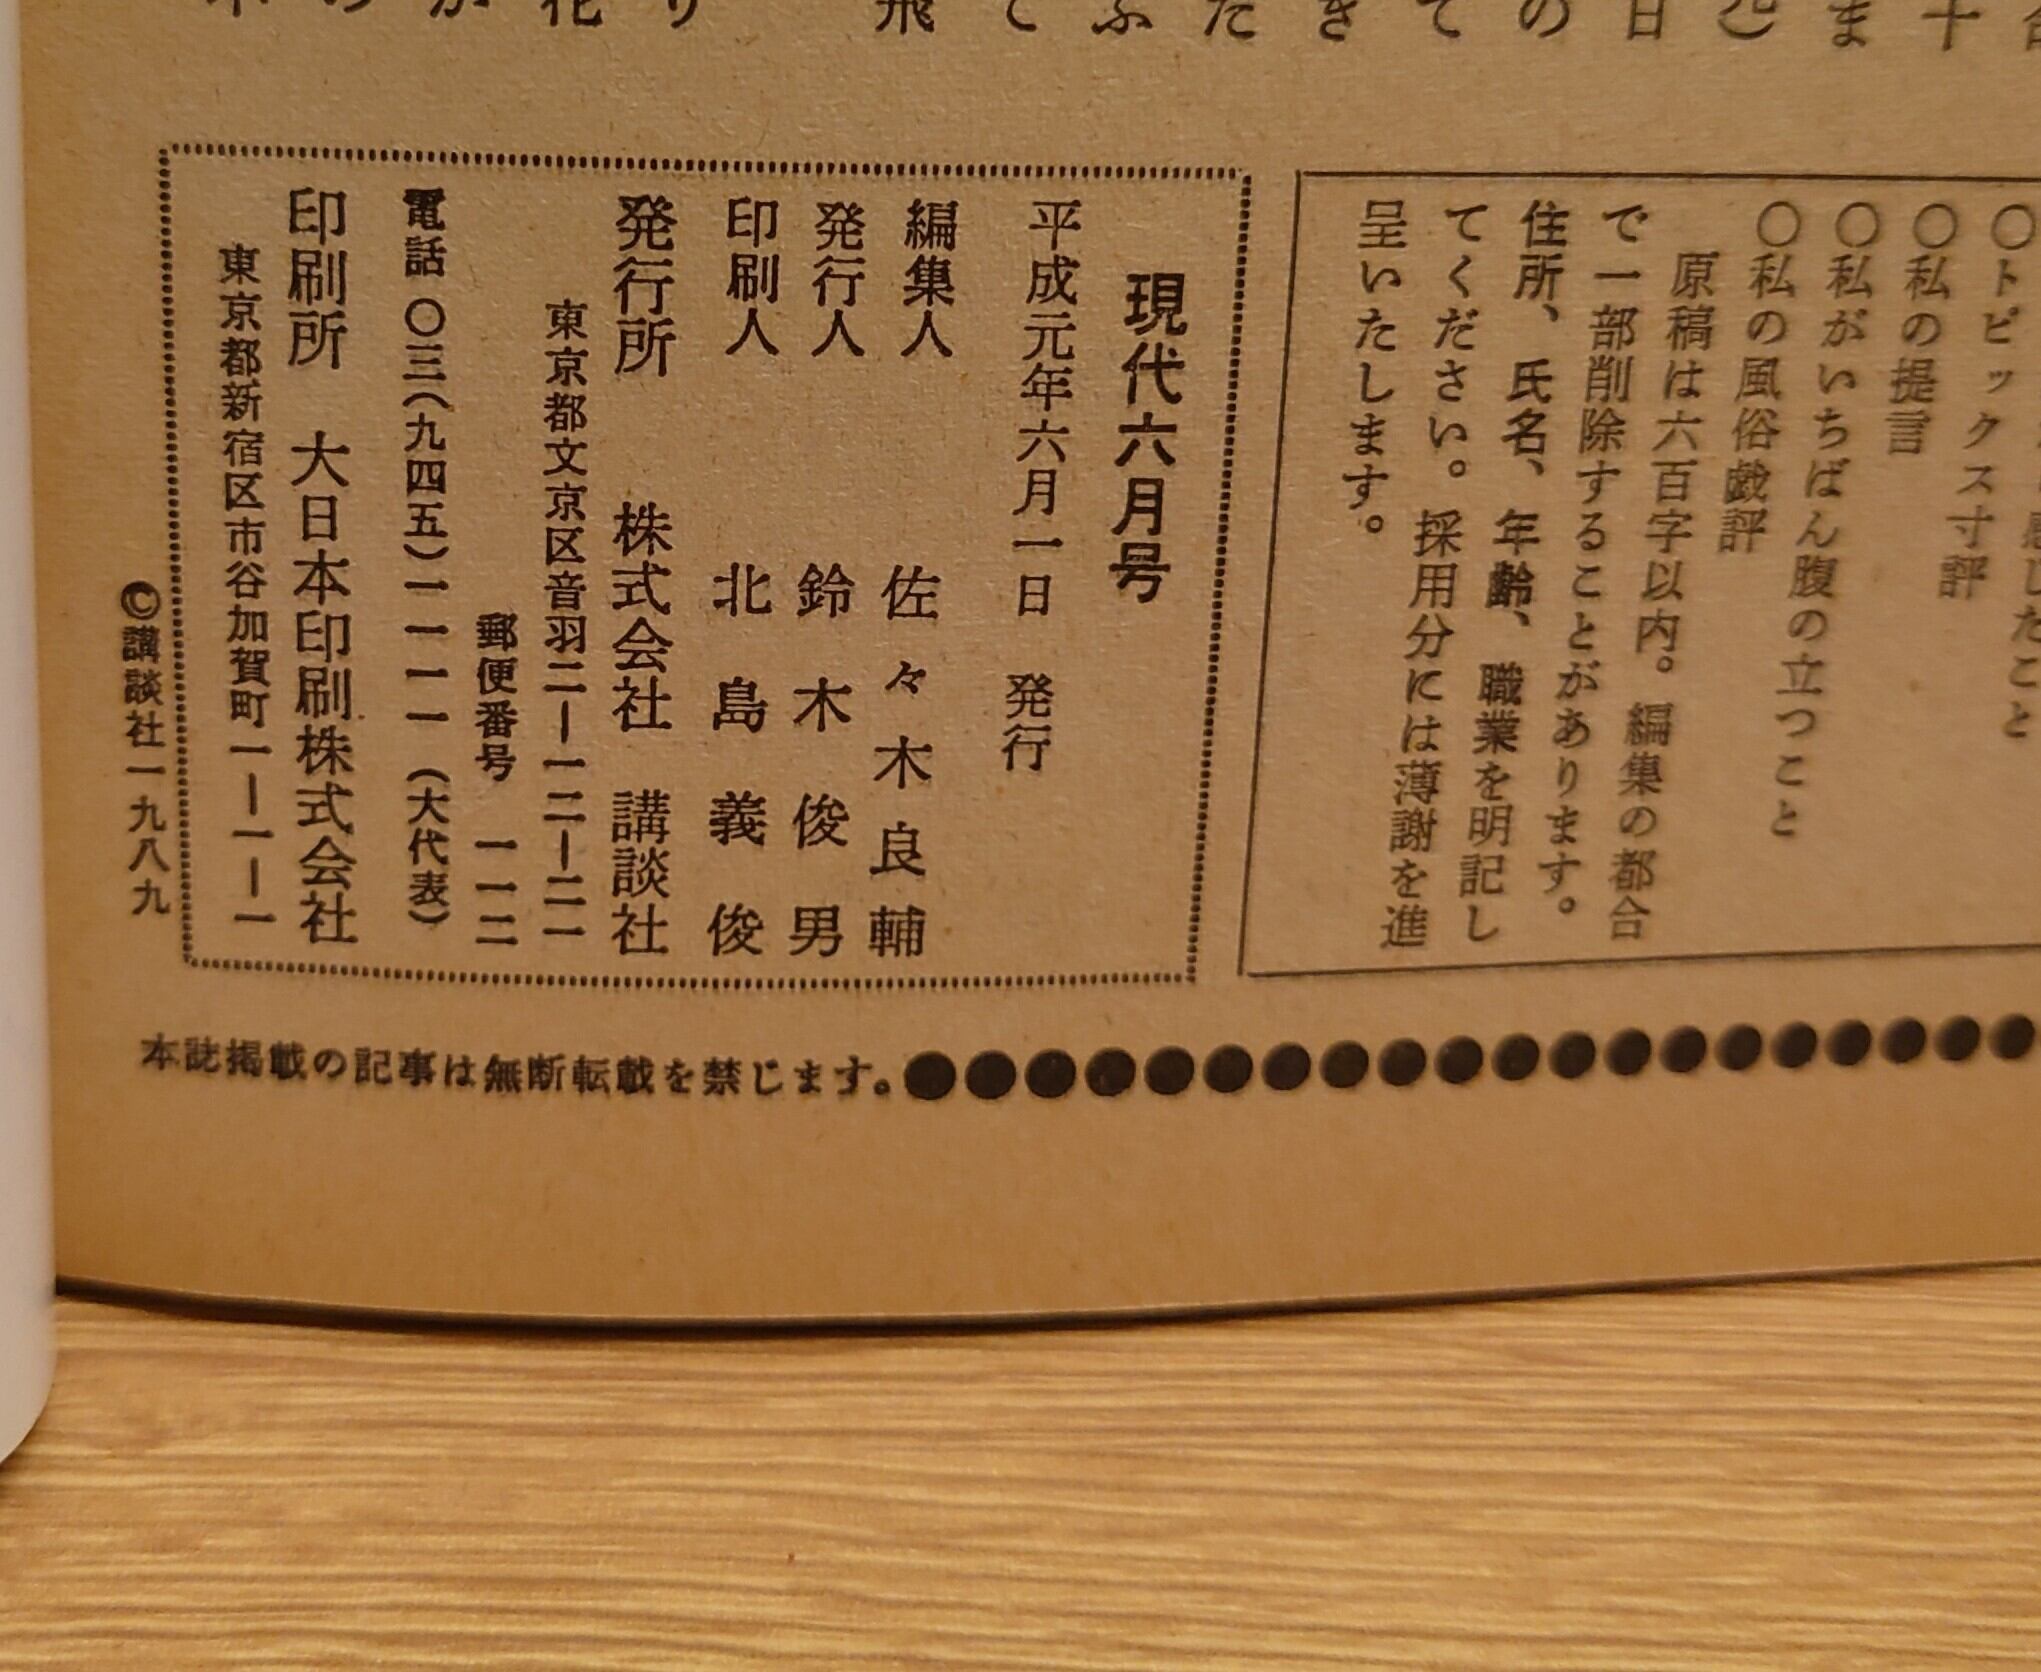 ○トピックス寸評
○私の提言
○私がいちばん腹の立つこと
○私の風俗戯評
原稿は六百字以内。編集の都合
で一部削除することがあります。
住所、氏名、年齢、職業を明記し
てください。採用分には薄謝を進
呈いたします。
現代六月号
平成元年六月一日 発行
編集人 佐々木良輔
発行人 鈴木俊男
印刷人 北島義俊
発行所 株式会社 講談社
東京都文京区音羽二ー一二ー二一
郵便番号 一一二
電話 〇三(九四五)一一一一(大代表)
印刷所 大日本印刷株式会社
東京都新宿区市谷加賀町一ー一ー一
©講談社一九八九
本誌掲載の記事は無断転載を禁じます。